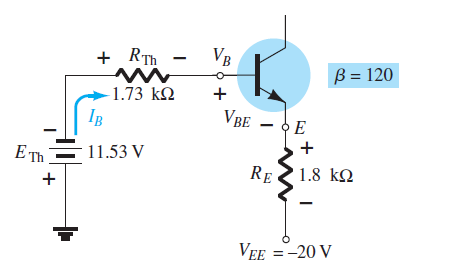 + R_Th −
V_B
β = 120
1.73 kΩ
+
I_B
V_BE −
E
−
E_Th
11.53 V
+
+
R_E
1.8 kΩ
−
V_EE = −20 V